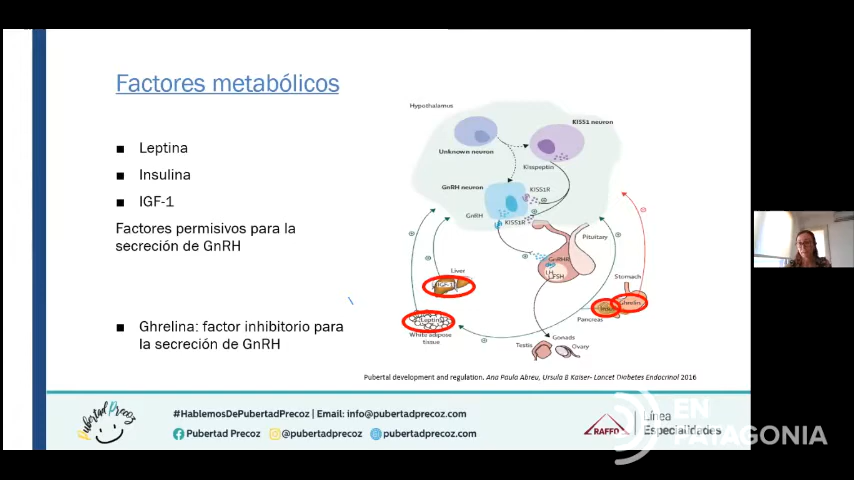 Factores metabólicos
■ Leptina
■ Insulina
■ IGF-1
Factores permisivos para la
secreción de GnRH
■ Ghrelina: factor inhibitorio para
la secreción de GnRH
Hypothalamus
KISS1 neuron
Unknown neuron
Kisspeptin
GnRH neuron
KISS1R
GnRH
KISS1R
Pituitary
GnRHR
LH
FSH
Liver
IGF-1
Stomach
Ghrelin
Pancreas
Leptin
White adipose
tissue
Gonads
Testis
Ovary
Pubertal development and regulation. Ana Paula Abreu, Ursula B Kaiser- Lancet Diabetes Endocrinol 2016
Pubertad Precoz
#HablemosDePubertadPrecoz | Email: info@pubertadprecoz.com
Pubertad Precoz @pubertadprecoz pubertadprecoz.com
RAFFO
Línea
Especialidades
EN
PATAGONIA